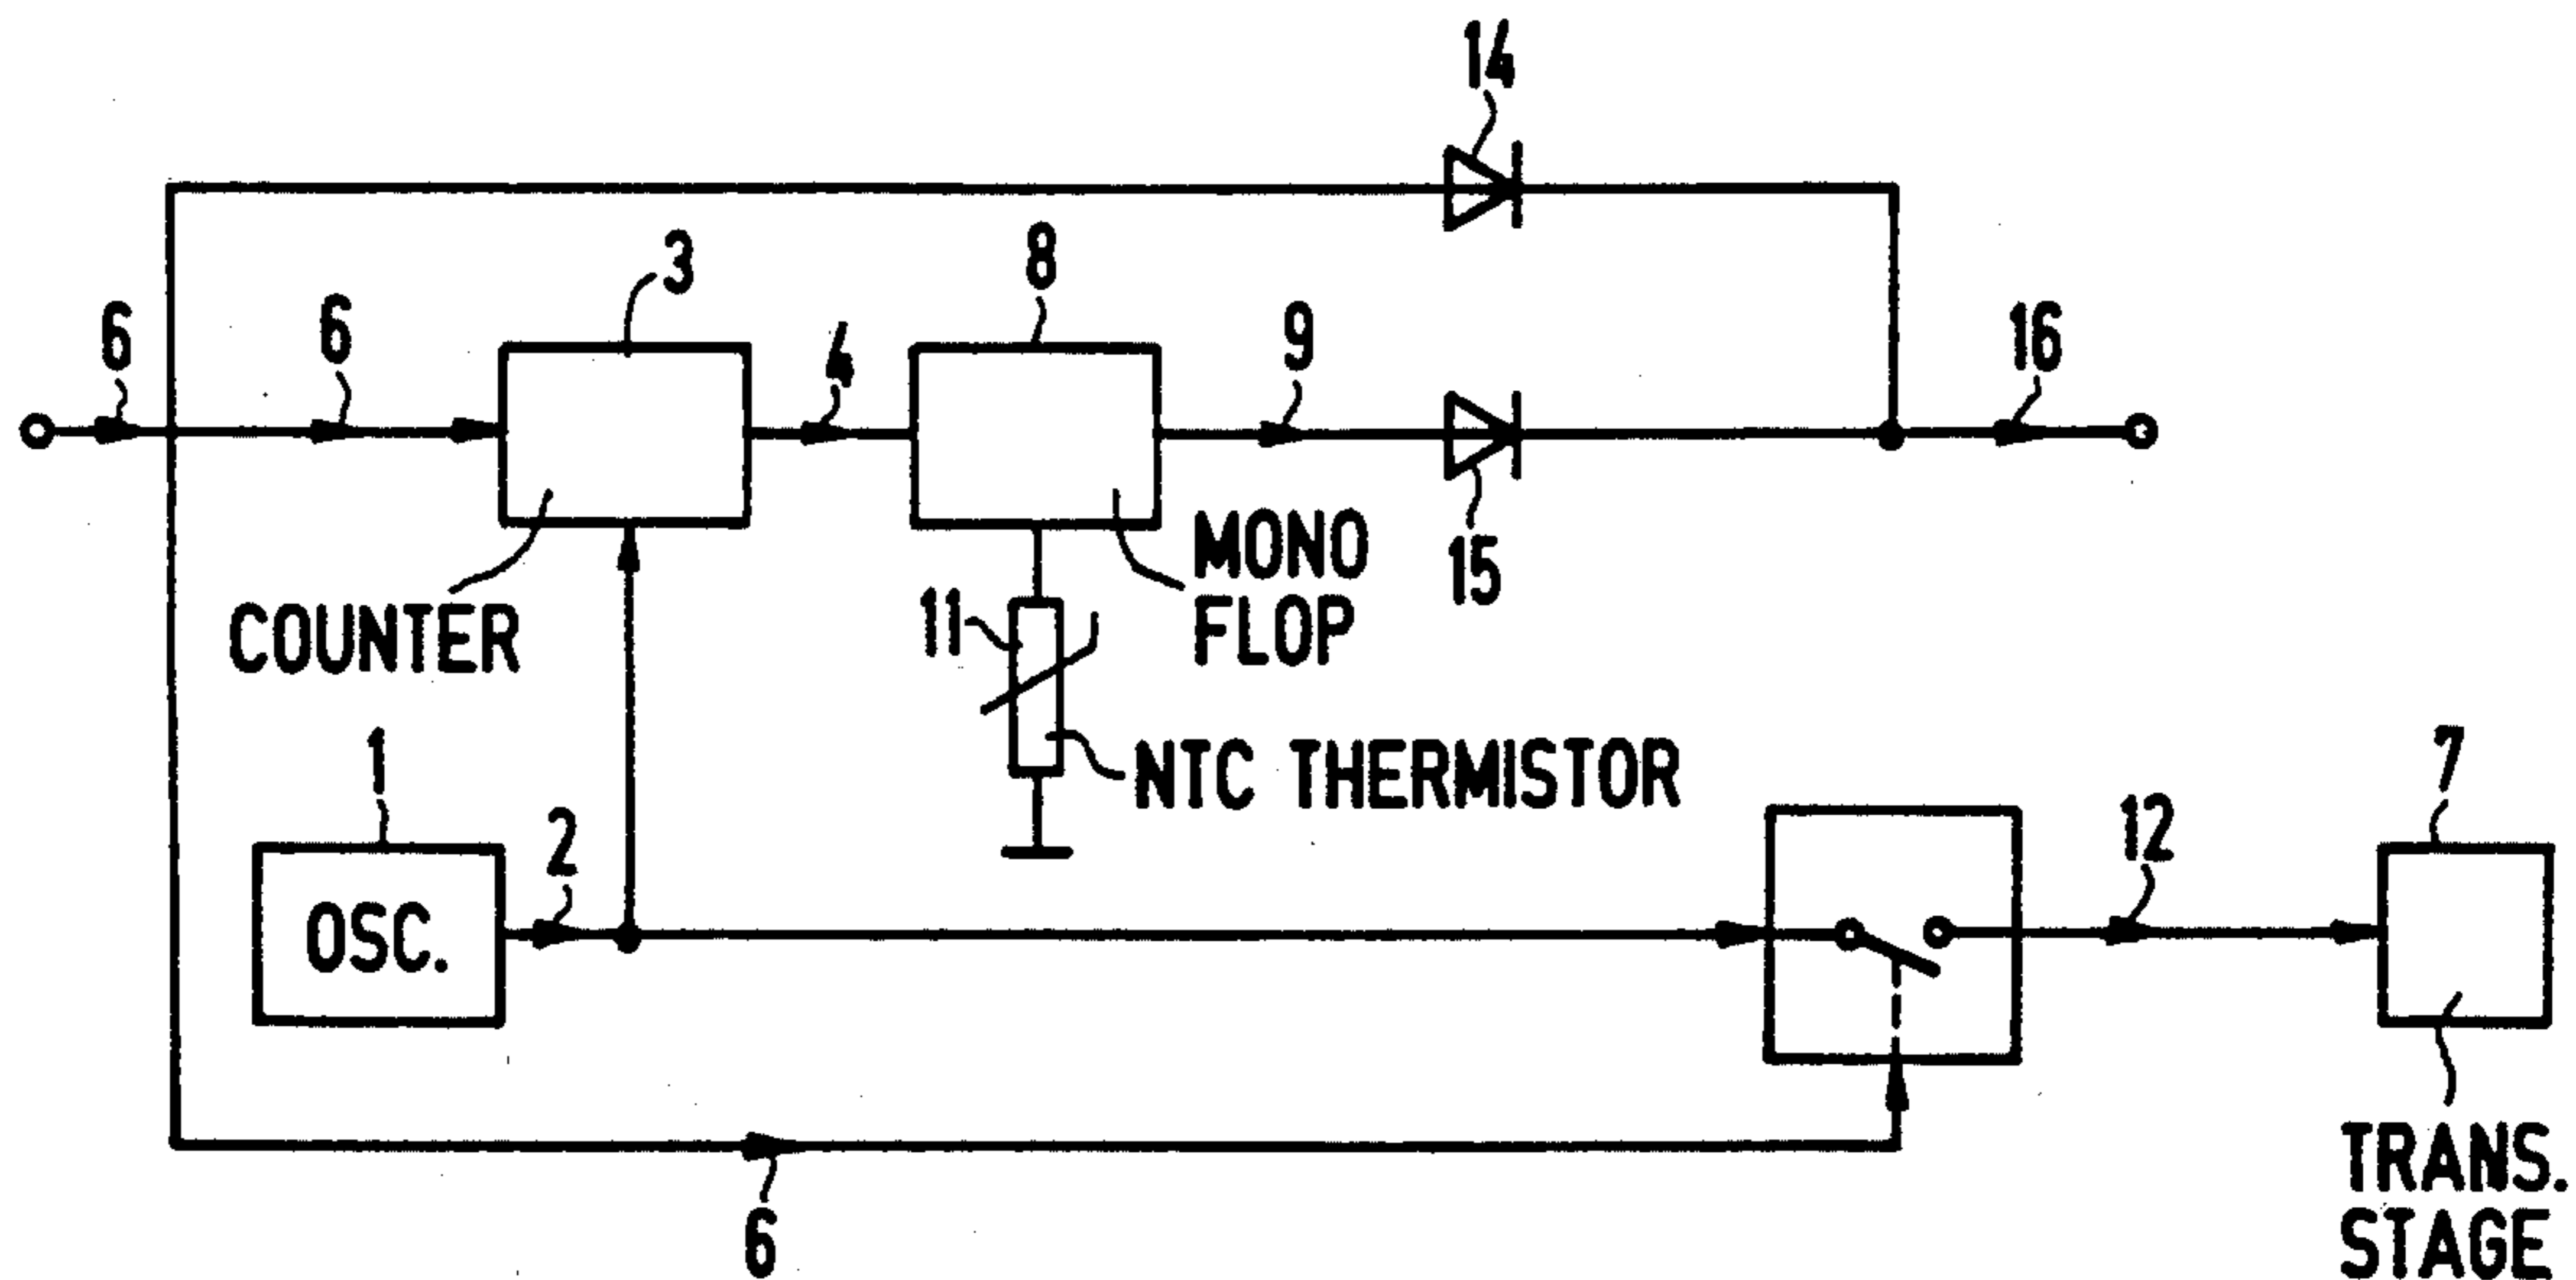 14
3
8
6
6
4
9
16
15
MONO
FLOP
11
COUNTER
NTC THERMISTOR
1
2
OSC.
12
7
6
TRANS.
STAGE